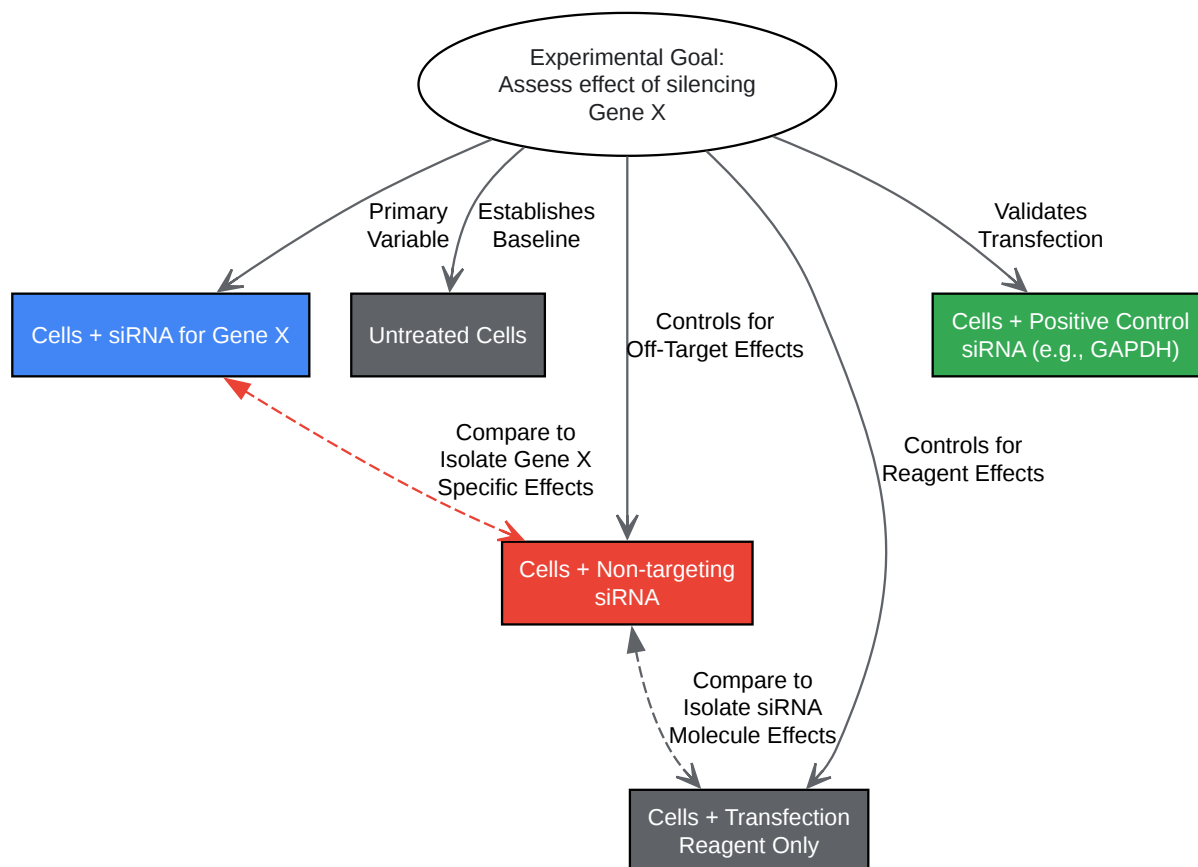 Experimental Goal:
Assess effect of silencing
Gene X
Primary
Variable
Establishes
Baseline
Validates
Transfection
Cells + siRNA for Gene X
Untreated Cells
Controls for
Off-Target Effects
Cells + Positive Control
siRNA (e.g., GAPDH)
Compare to
Isolate Gene X
Specific Effects
Controls for
Reagent Effects
Cells + Non-targeting
siRNA
Compare to
Isolate siRNA
Molecule Effects
Cells + Transfection
Reagent Only